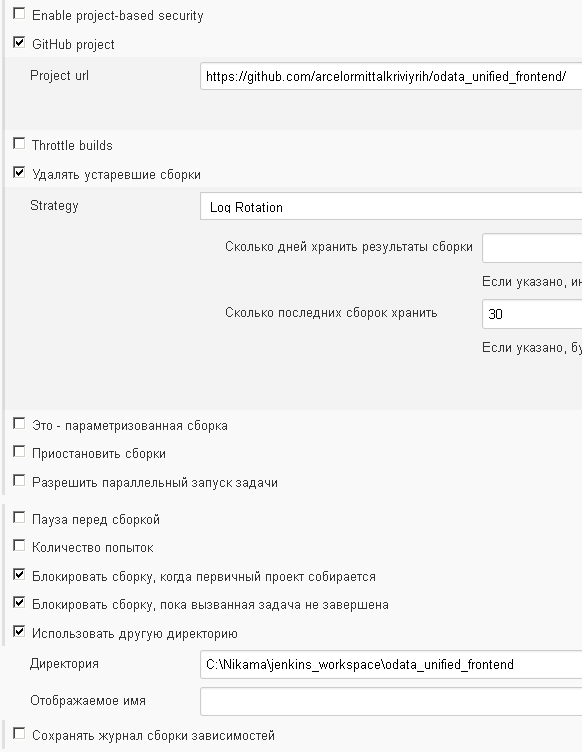 Enable project-based security
GitHub project
Project url
https://github.com/arcelormittalkriviyrih/odata_unified_frontend/
Throttle builds
Удалять устаревшие сборки
Strategy
Log Rotation
Сколько дней хранить результаты сборки
Если указано, ин
Сколько последних сборок хранить
30
Если указано, бу
Это - параметризованная сборка
Приостановить сборки
Разрешить параллельный запуск задачи
Пауза перед сборкой
Количество попыток
Блокировать сборку, когда первичный проект собирается
Блокировать сборку, пока вызванная задача не завершена
Использовать другую директорию
Директория
C:\Nikama\jenkins_workspace\odata_unified_frontend
Отображаемое имя
Сохранять журнал сборки зависимостей